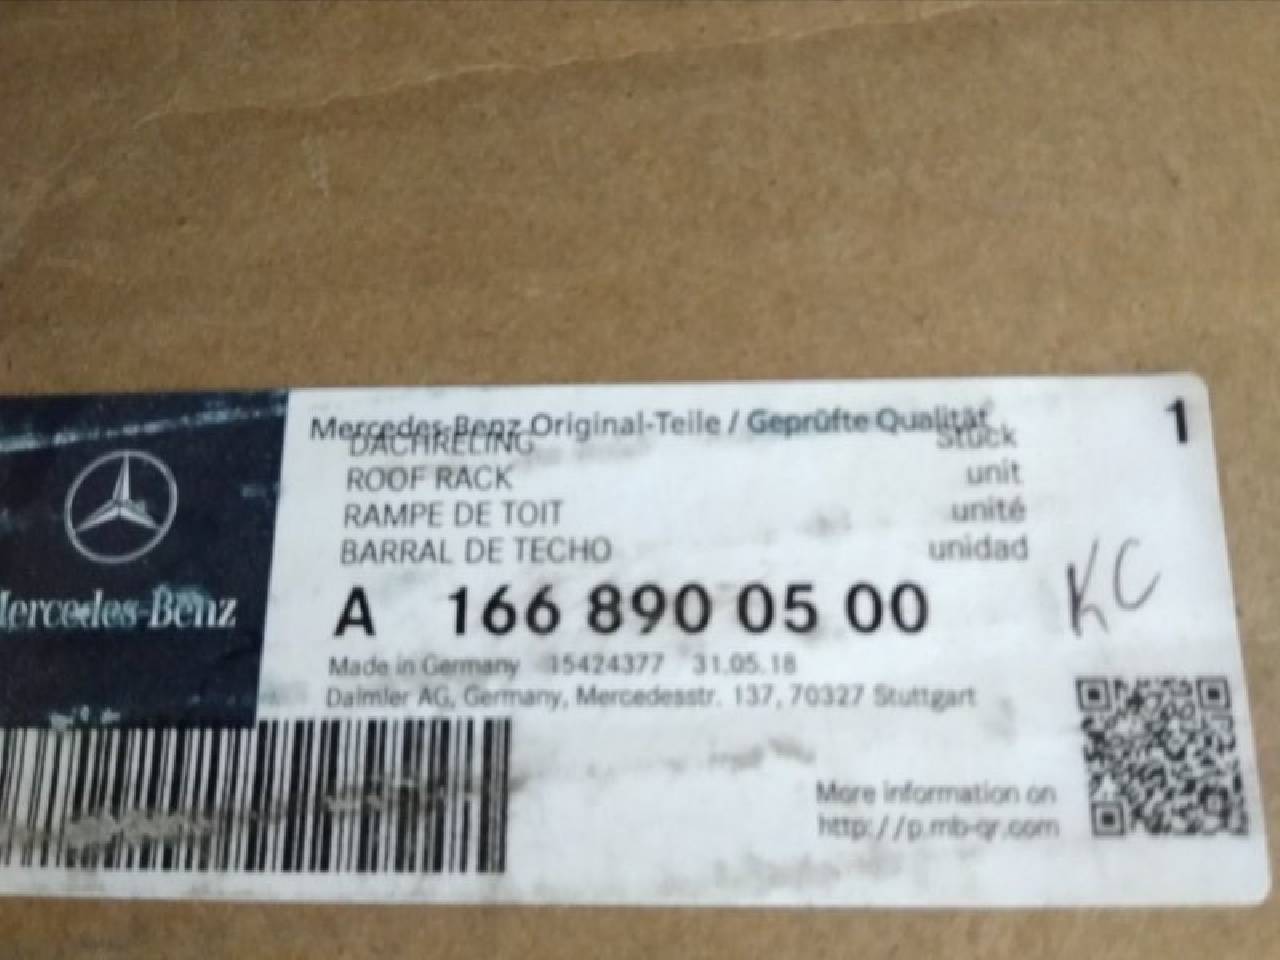 Mercedes-Benz Original-Teile / Geprüfte Qualität
1
DACHRELING Stück
ROOF RACK unit
RAMPE DE TOIT unité
BARRAL DE TECHO unidad
KC
Mercedes-Benz
A 166 890 05 00
Made in Germany 15424377 31.05.18
Daimler AG, Germany, Mercedesstr. 137, 70327 Stuttgart
More information on
http://p.mb-qr.com